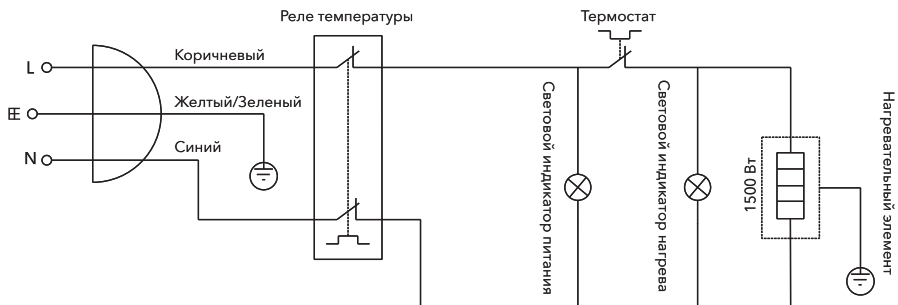 Реле температуры
Термостат
L
Коричневый
Желтый/Зеленый
N
Синий
Световой индикатор питания
Световой индикатор нагрева
1500 Вт
Нагревательный элемент